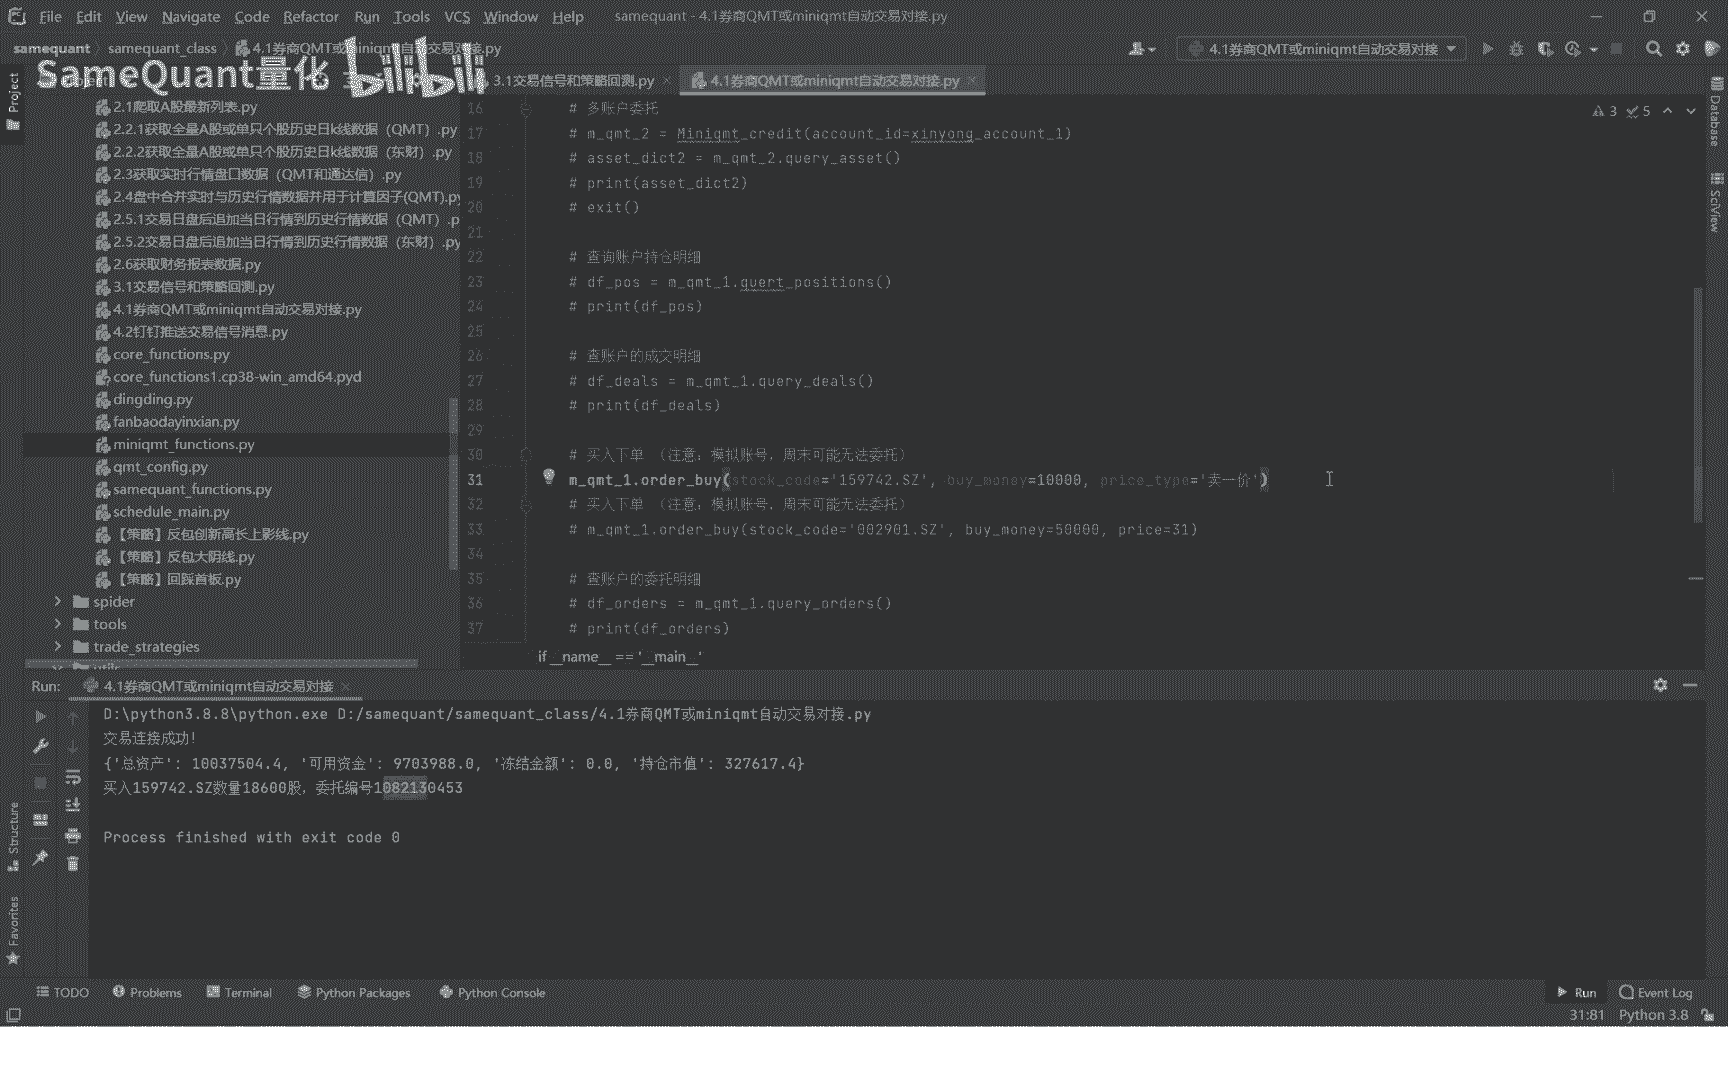 File Edit View Navigate Code Refactor Run Tools VCS Window Help samequant - 4.1券商QMT或miniqmt自动交易对接.py
samequant samequant_class 4.1券商QMT或miniqmt自动交易对接.py 4.1券商QMT或miniqmt自动交易对接
SameQuant量化 bilibili
3.1交易信号和策略回测.py 4.1券商QMT或miniqmt自动交易对接.py
Project
Database
SciView
Structure
Favorites
2.1爬取A股最新列表.py
2.2.1获取全量A股或单只个股历史日k线数据（QMT）.py
2.2.2获取全量A股或单只个股历史日k线数据（东财）.py
2.3获取实时行情盘口数据（QMT和通达信）.py
2.4盘中合并实时与历史行情数据并用于计算因子(QMT).py
2.5.1交易日盘后追加当日行情到历史行情数据（QMT）.p
2.5.2交易日盘后追加当日行情到历史行情数据（东财）.py
2.6获取财务报表数据.py
3.1交易信号和策略回测.py
4.1券商QMT或miniqmt自动交易对接.py
4.2钉钉推送交易信号消息.py
core_functions.py
core_functions1.cp38-win_amd64.pyd
dingding.py
fanbaodayinxian.py
miniqmt_functions.py
qmt_config.py
samequant_functions.py
schedule_main.py
【策略】反包创新高长上影线.py
【策略】反包大阴线.py
【策略】回踩首板.py
spider
tools
trade_strategies
utils
3 5
16 # 多账户委托
17 # m_qmt_2 = Miniqmt_credit(account_id=xinyong_account_1)
18 # asset_dict2 = m_qmt_2.query_asset()
19 # print(asset_dict2)
20 # exit()
21
22 # 查询账户持仓明细
23 # df_pos = m_qmt_1.quert_positions()
24 # print(df_pos)
25
26 # 查账户的成交明细
27 # df_deals = m_qmt_1.query_deals()
28 # print(df_deals)
29
30 # 买入下单 （注意：模拟账号，周末可能无法委托）
31 m_qmt_1.order_buy(stock_code='159742.SZ', buy_money=10000, price_type='卖一价')
32 # 买入下单 （注意：模拟账号，周末可能无法委托）
33 # m_qmt_1.order_buy(stock_code='002901.SZ', buy_money=50000, price=31)
34
35 # 查账户的委托明细
36 # df_orders = m_qmt_1.query_orders()
37 # print(df_orders)
if __name__ == '__main__'
Run: 4.1券商QMT或miniqmt自动交易对接
D:\python3.8.8\python.exe D:/samequant/samequant_class/4.1券商QMT或miniqmt自动交易对接.py
交易连接成功!
{'总资产': 10037504.4, '可用资金': 9703988.0, '冻结金额': 0.0, '持仓市值': 327617.4}
买入159742.SZ数量18600股，委托编号1082130453
Process finished with exit code 0
TODO Problems Terminal Python Packages Python Console Run Event Log
31:81 Python 3.8